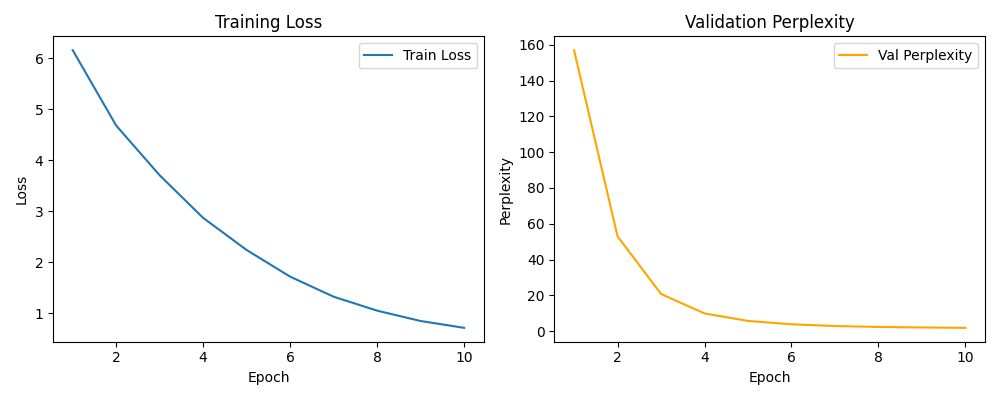 Training Loss
Train Loss
Loss
6
5
4
3
2
1
2 4 6 8 10
Epoch
Validation Perplexity
Val Perplexity
Perplexity
160
140
120
100
80
60
40
20
0
2 4 6 8 10
Epoch